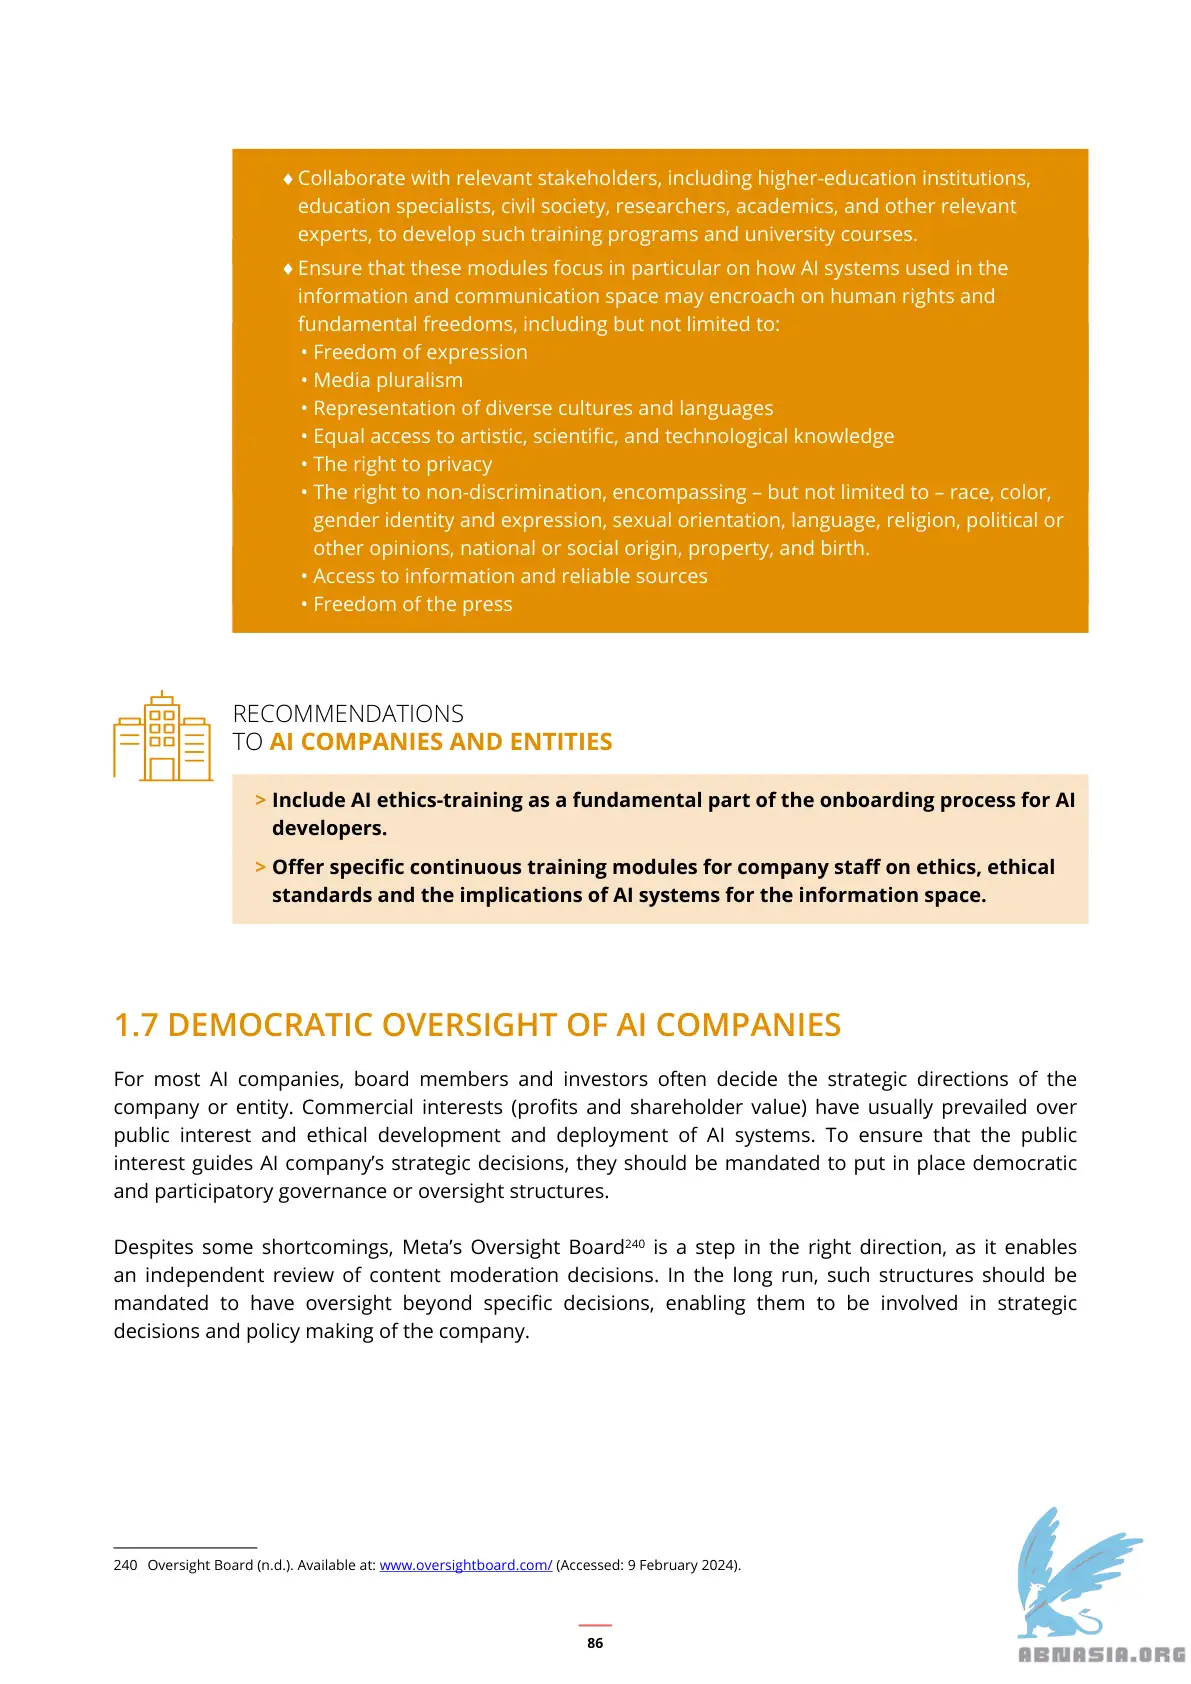 ♦ Collaborate with relevant stakeholders, including higher-education institutions,
education specialists, civil society, researchers, academics, and other relevant
experts, to develop such training programs and university courses.
♦ Ensure that these modules focus in particular on how AI systems used in the
information and communication space may encroach on human rights and
fundamental freedoms, including but not limited to:
• Freedom of expression
• Media pluralism
• Representation of diverse cultures and languages
• Equal access to artistic, scientific, and technological knowledge
• The right to privacy
• The right to non-discrimination, encompassing – but not limited to – race, color,
gender identity and expression, sexual orientation, language, religion, political or
other opinions, national or social origin, property, and birth.
• Access to information and reliable sources
• Freedom of the press
RECOMMENDATIONS
TO AI COMPANIES AND ENTITIES
> Include AI ethics-training as a fundamental part of the onboarding process for AI
developers.
> Offer specific continuous training modules for company staff on ethics, ethical
standards and the implications of AI systems for the information space.
1.7 DEMOCRATIC OVERSIGHT OF AI COMPANIES
For most AI companies, board members and investors often decide the strategic directions of the
company or entity. Commercial interests (profits and shareholder value) have usually prevailed over
public interest and ethical development and deployment of AI systems. To ensure that the public
interest guides AI company’s strategic decisions, they should be mandated to put in place democratic
and participatory governance or oversight structures.
Despites some shortcomings, Meta’s Oversight Board240 is a step in the right direction, as it enables
an independent review of content moderation decisions. In the long run, such structures should be
mandated to have oversight beyond specific decisions, enabling them to be involved in strategic
decisions and policy making of the company.
240 Oversight Board (n.d.). Available at: www.oversightboard.com/ (Accessed: 9 February 2024).
86
ABNASIA.ORG